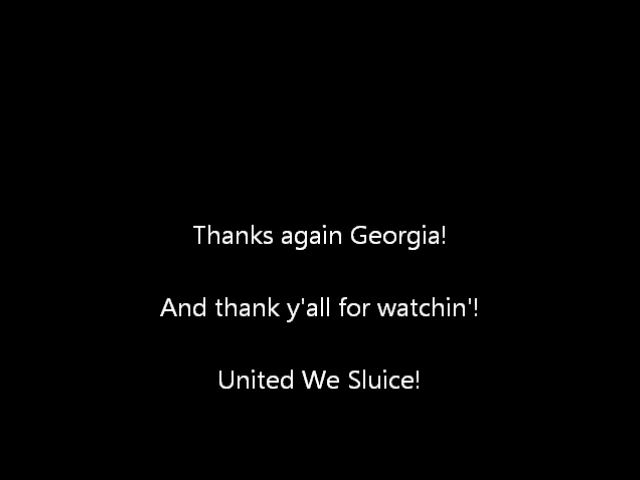 Thanks again Georgia!
And thank y'all for watchin'!
United We Sluice!